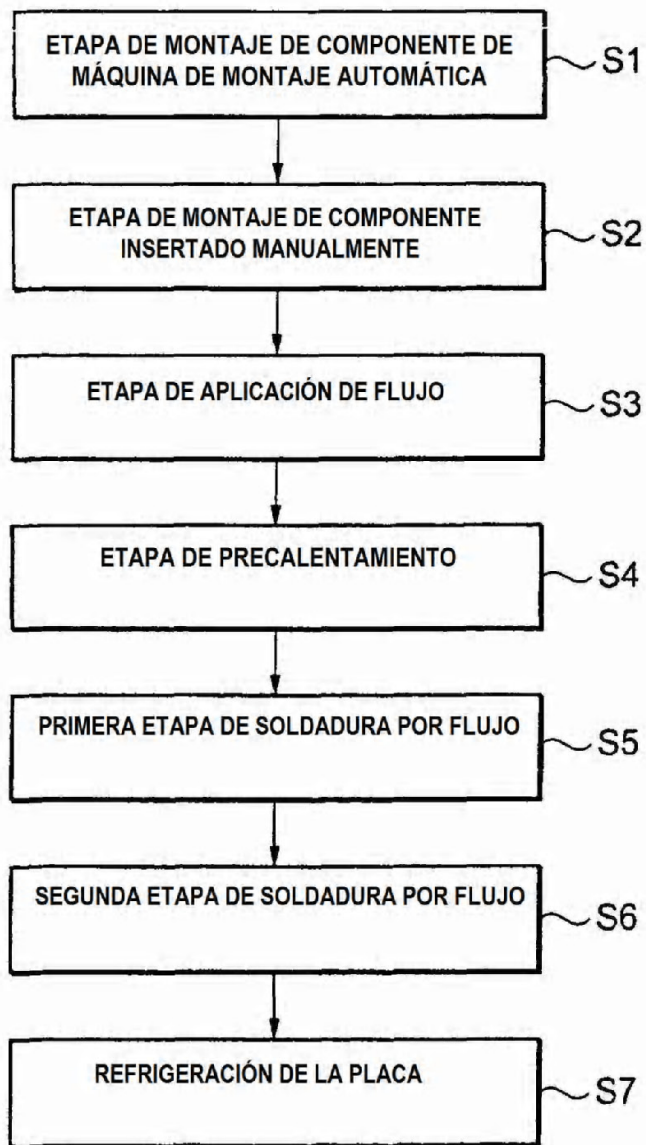 ETAPA DE MONTAJE DE COMPONENTE DE
MÁQUINA DE MONTAJE AUTOMÁTICA
S1
ETAPA DE MONTAJE DE COMPONENTE
INSERTADO MANUALMENTE
S2
ETAPA DE APLICACIÓN DE FLUJO
S3
ETAPA DE PRECALENTAMIENTO
S4
PRIMERA ETAPA DE SOLDADURA POR FLUJO
S5
SEGUNDA ETAPA DE SOLDADURA POR FLUJO
S6
REFRIGERACIÓN DE LA PLACA
S7